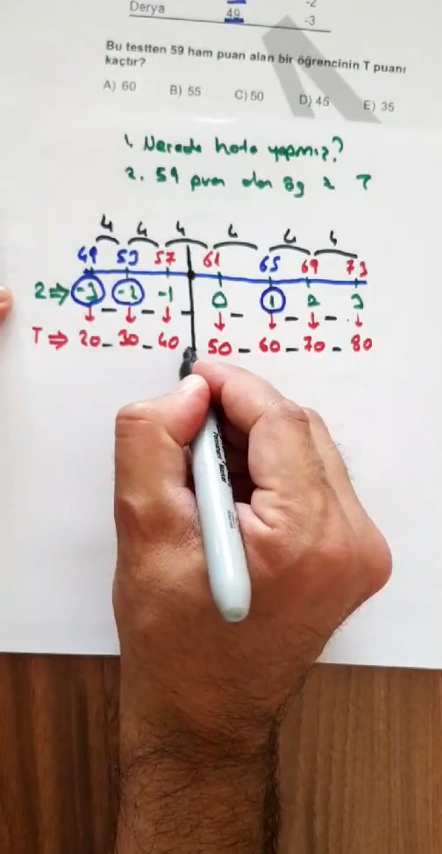 -2
Derya 49 -3
Bu testten 59 ham puan alan bir öğrencinin T puanı
kaçtır?
A) 60 B) 55 C) 50 D) 45 E) 35
1. Nerede hata yapmış?
2. 59 puan alan öğ z T
4 4 4 4 4 4
49 53 57 61 65 69 73
Z⇒ -3 -2 -1 0 1 2 3
T⇒ 20 - 30 - 40 50 - 60 - 70 - 80
Permanent Marker